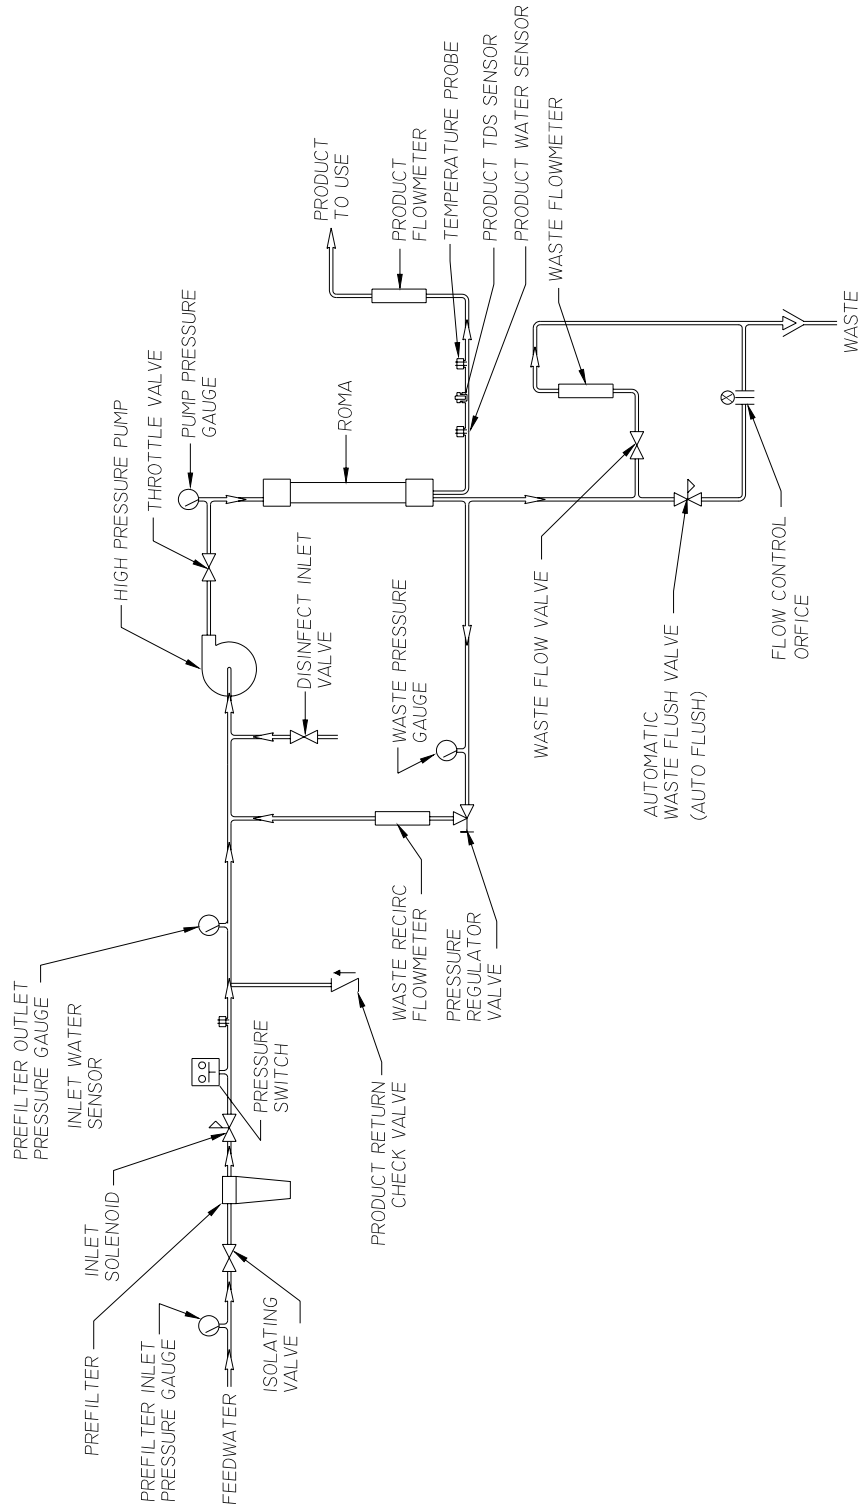 FEEDWATER
PREFILTER INLET
PRESSURE GAUGE
PREFILTER
ISOLATING
VALVE
INLET
SOLENOID
PREFILTER OUTLET
PRESSURE GAUGE
INLET WATER
SENSOR
PRESSURE
SWITCH
PRODUCT RETURN
CHECK VALVE
WASTE RECIRC
FLOWMETER
PRESSURE
REGULATOR
VALVE
DISINFECT INLET
VALVE
WASTE PRESSURE
GAUGE
HIGH PRESSURE PUMP
THROTTLE VALVE
PUMP PRESSURE
GAUGE
ROMA
PRODUCT
TO USE
PRODUCT
FLOWMETER
TEMPERATURE PROBE
PRODUCT TDS SENSOR
PRODUCT WATER SENSOR
WASTE FLOWMETER
WASTE FLOW VALVE
AUTOMATIC
WASTE FLUSH VALVE
(AUTO FLUSH)
FLOW CONTROL
ORFICE
WASTE